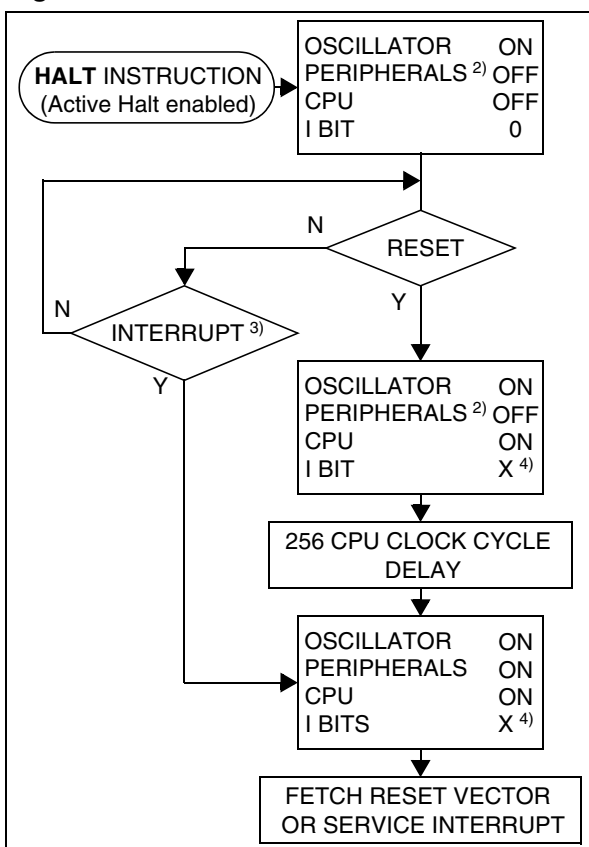 HALT INSTRUCTION
(Active Halt enabled)
OSCILLATOR ON
PERIPHERALS 2) OFF
CPU OFF
I BIT 0
N
RESET
Y
N
INTERRUPT 3)
Y
OSCILLATOR ON
PERIPHERALS 2) OFF
CPU ON
I BIT X 4)
256 CPU CLOCK CYCLE
DELAY
OSCILLATOR ON
PERIPHERALS ON
CPU ON
I BITS X 4)
FETCH RESET VECTOR
OR SERVICE INTERRUPT